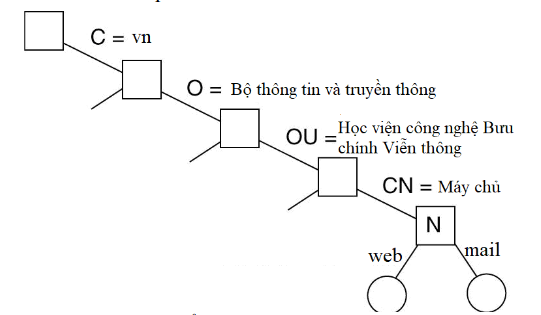 C = vn
O = Bộ thông tin và truyền thông
OU = Học viện công nghệ Bưu
chính Viễn thông
CN = Máy chủ
N
web
mail